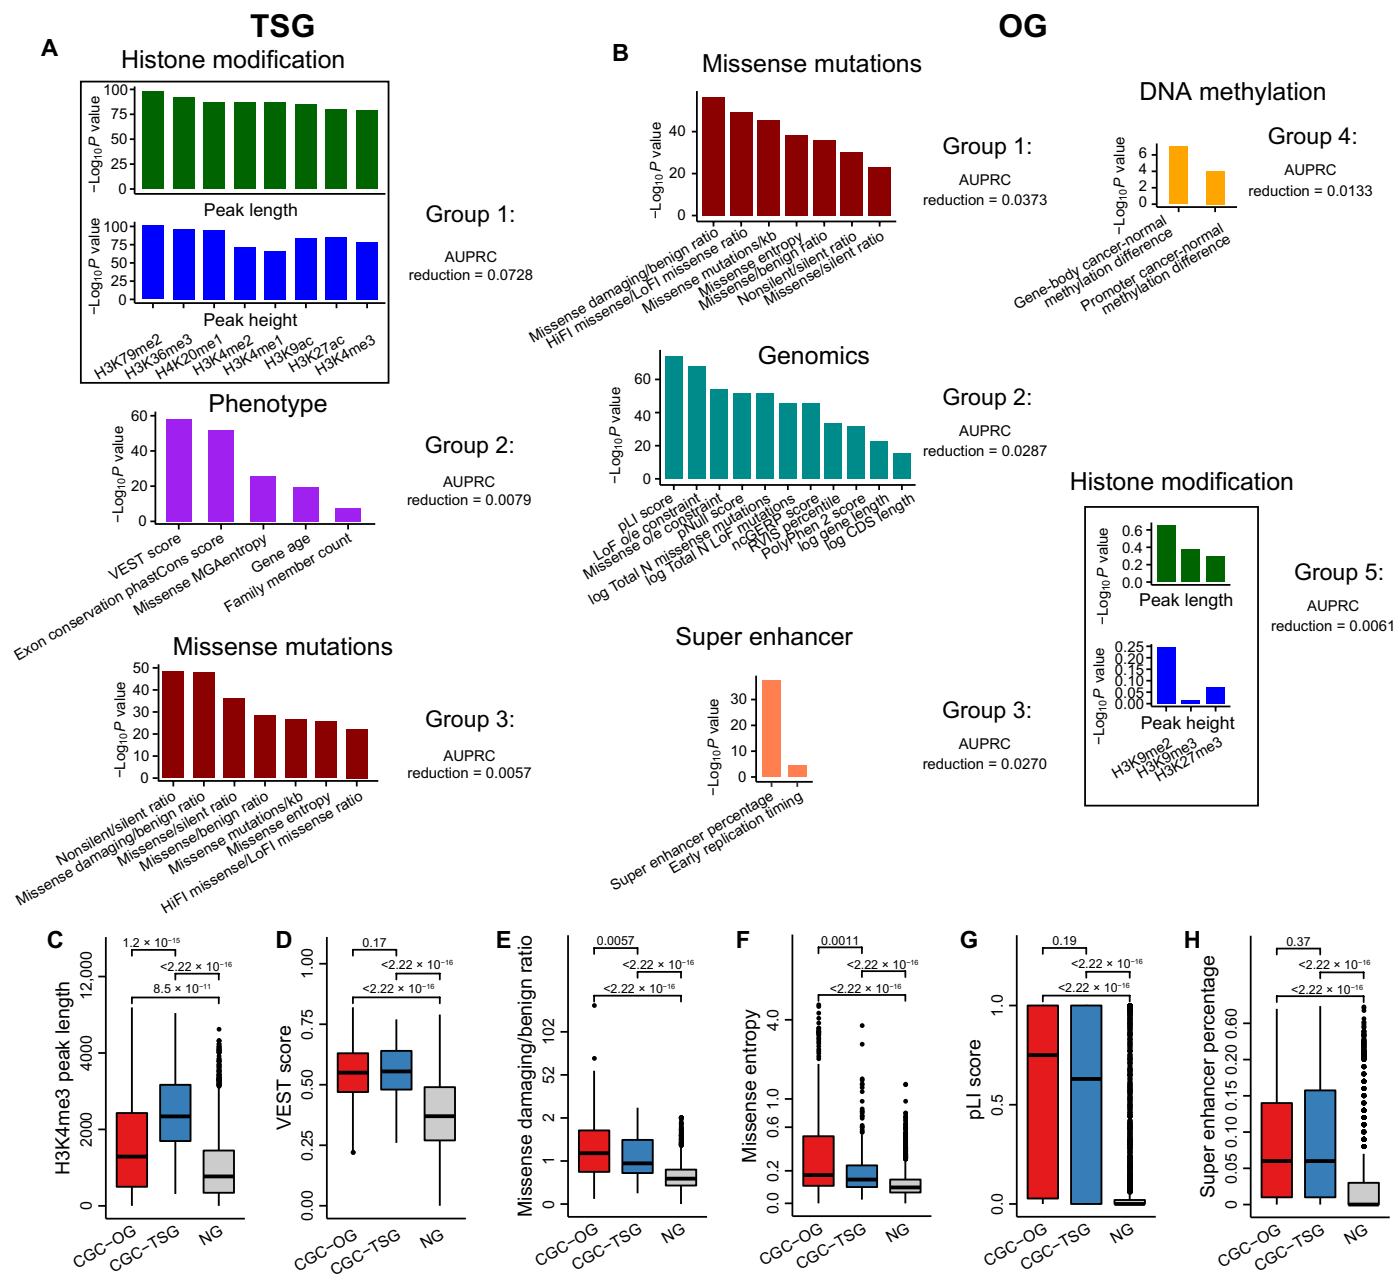 TSG
OG
A
Histone modification
−Log10P value
100
75
50
25
0
Peak length
−Log10P value
100
75
50
25
0
Peak height
H3K79me2
H3K36me3
H4K20me1
H3K4me2
H3K4me1
H3K9ac
H3K27ac
H3K4me3
Group 1:
AUPRC
reduction = 0.0728
Phenotype
−Log10P value
60
40
20
0
VEST score
Exon conservation phastCons score
Missense MGAentropy
Gene age
Family member count
Group 2:
AUPRC
reduction = 0.0079
Missense mutations
−Log10P value
50
40
30
20
10
0
Nonsilent/silent ratio
Missense damaging/benign ratio
Missense/silent ratio
Missense/benign ratio
Missense mutations/kb
Missense entropy
HiFI missense/LoFI missense ratio
Group 3:
AUPRC
reduction = 0.0057
B
Missense mutations
−Log10P value
40
20
0
Missense damaging/benign ratio
HiFI missense/LoFI missense ratio
Missense mutations/kb
Missense entropy
Missense/benign ratio
Nonsilent/silent ratio
Missense/silent ratio
Group 1:
AUPRC
reduction = 0.0373
Genomics
−Log10P value
60
40
20
0
pLI score
LoF o/e constraint
Missense o/e constraint
pNull score
log Total N missense mutations
log Total N LoF mutations
ncGERP score
RVIS percentile
PolyPhen 2 score
log gene length
log CDS length
Group 2:
AUPRC
reduction = 0.0287
Super enhancer
−Log10P value
30
20
10
0
Super enhancer percentage
Early replication timing
Group 3:
AUPRC
reduction = 0.0270
DNA methylation
−Log10P value
6
4
2
0
Gene-body cancer-normal
methylation difference
Promoter cancer-normal
methylation difference
Group 4:
AUPRC
reduction = 0.0133
Histone modification
−Log10P value
0.6
0.4
0.2
0.0
Peak length
−Log10P value
0.25
0.15
0.10
0.05
0.00
Peak height
H3K9me2
H3K9me3
H3K27me3
Group 5:
AUPRC
reduction = 0.0061
C
H3K4me3 peak length
12,000
4000
2000
0
1.2 × 10−15
<2.22 × 10−16
8.5 × 10−11
CGC−OG
CGC−TSG
NG
D
VEST score
1.00
0.75
0.50
0.25
0.00
0.17
<2.22 × 10−16
<2.22 × 10−16
CGC−OG
CGC−TSG
NG
E
Missense damaging/benign ratio
102
52
2
1
0
0.0057
<2.22 × 10−16
<2.22 × 10−16
CGC−OG
CGC−TSG
NG
F
Missense entropy
4.0
1.0
0.6
0.2
0.0
0.0011
<2.22 × 10−16
<2.22 × 10−16
CGC−OG
CGC−TSG
NG
G
pLI score
1.0
0.5
0.0
0.19
<2.22 × 10−16
<2.22 × 10−16
CGC−OG
CGC−TSG
NG
H
Super enhancer percentage
0.60
0.20
0.15
0.10
0.05
0
0.37
<2.22 × 10−16
<2.22 × 10−16
CGC−OG
CGC−TSG
NG